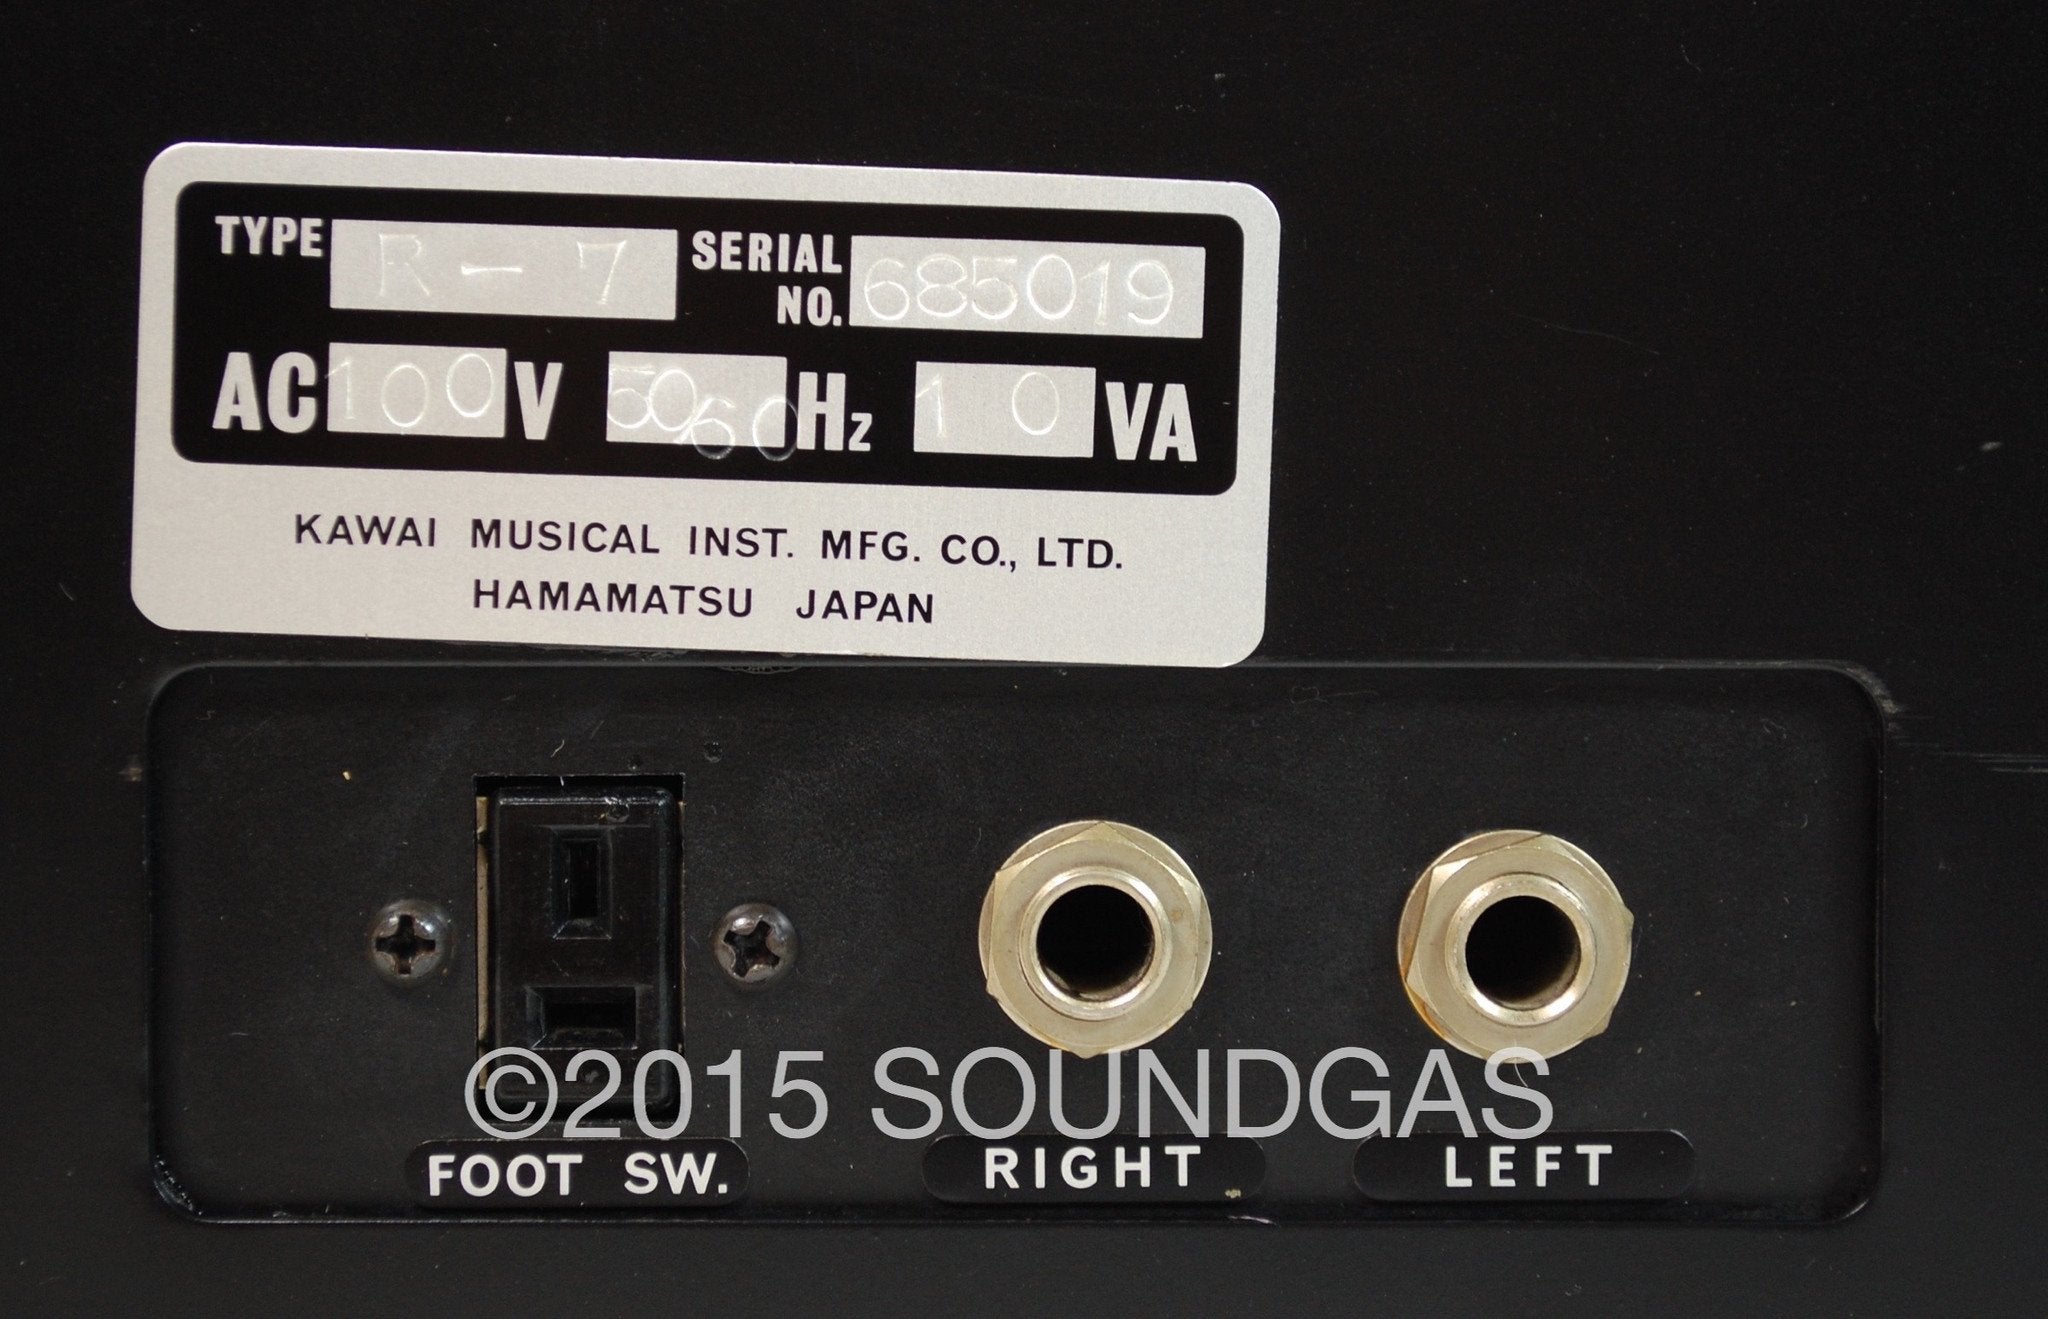 TYPE R-7 SERIAL NO. 685019
AC 100 V 50/60 Hz 10 VA
KAWAI MUSICAL INST. MFG. CO., LTD.
HAMAMATSU JAPAN
©2015 SOUNDGAS
FOOT SW. RIGHT LEFT